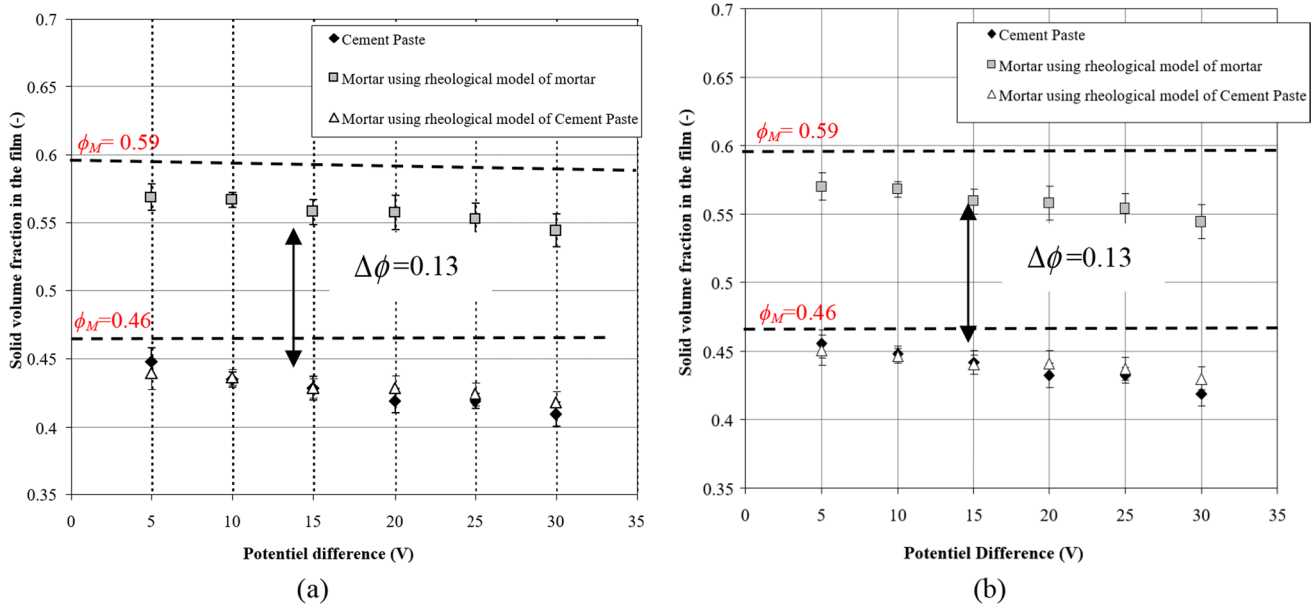 (a)
Solid volume fraction in the film (-)
0.7
0.65
0.6
0.55
0.5
0.45
0.4
0.35
0
5
10
15
20
25
30
35
Potentiel difference (V)
Cement Paste
Mortar using rheological model of mortar
Mortar using rheological model of Cement Paste
ϕM= 0.59
Δϕ=0.13
ϕM=0.46
(b)
Solid volume fraction in the film (-)
0.7
0.65
0.6
0.55
0.5
0.45
0.4
0.35
0
5
10
15
20
25
30
35
Potentiel Difference (V)
Cement Paste
Mortar using rheological model of mortar
Mortar using rheological model of Cement Paste
ϕM= 0.59
Δϕ=0.13
ϕM=0.46